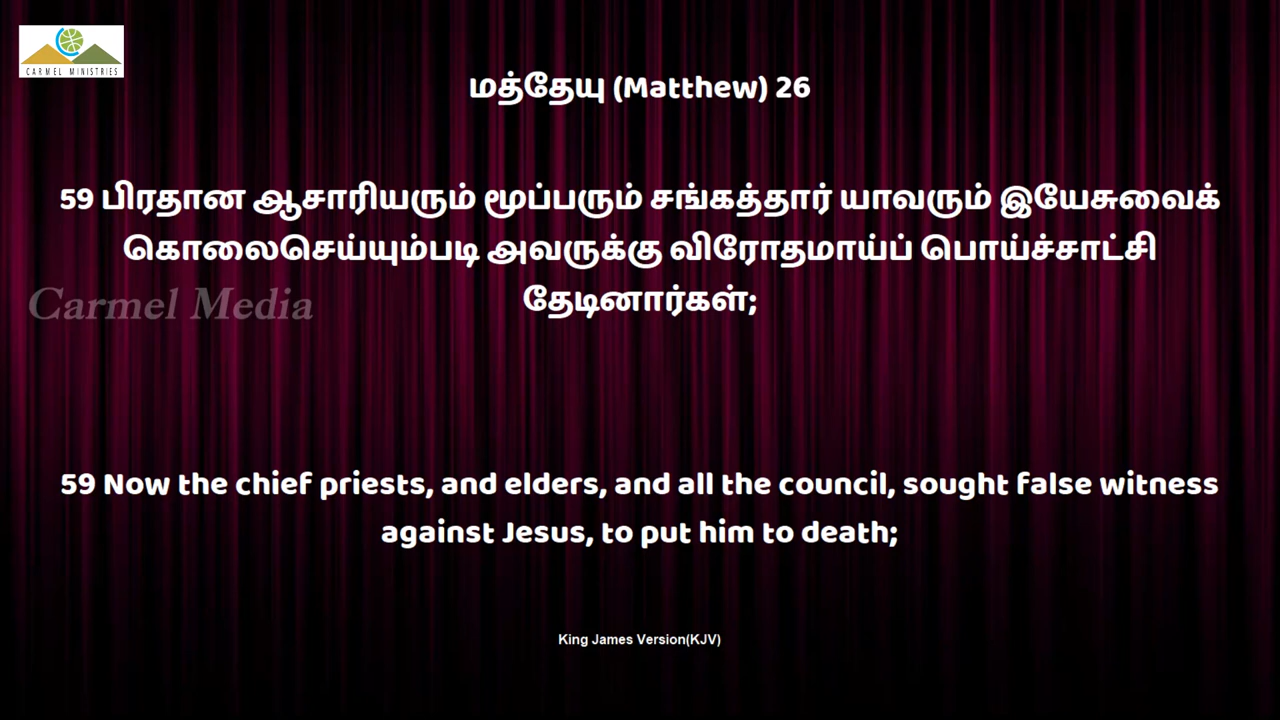 CARMEL MINISTRIES
மத்தேயு (Matthew) 26
59 பிரதான ஆசாரியரும் மூப்பரும் சங்கத்தார் யாவரும் இயேசுவைக்
கொலைசெய்யும்படி அவருக்கு விரோதமாய்ப் பொய்ச்சாட்சி
Carmel Media
தேடினார்கள்;
59 Now the chief priests, and elders, and all the council, sought false witness
against Jesus, to put him to death;
King James Version(KJV)